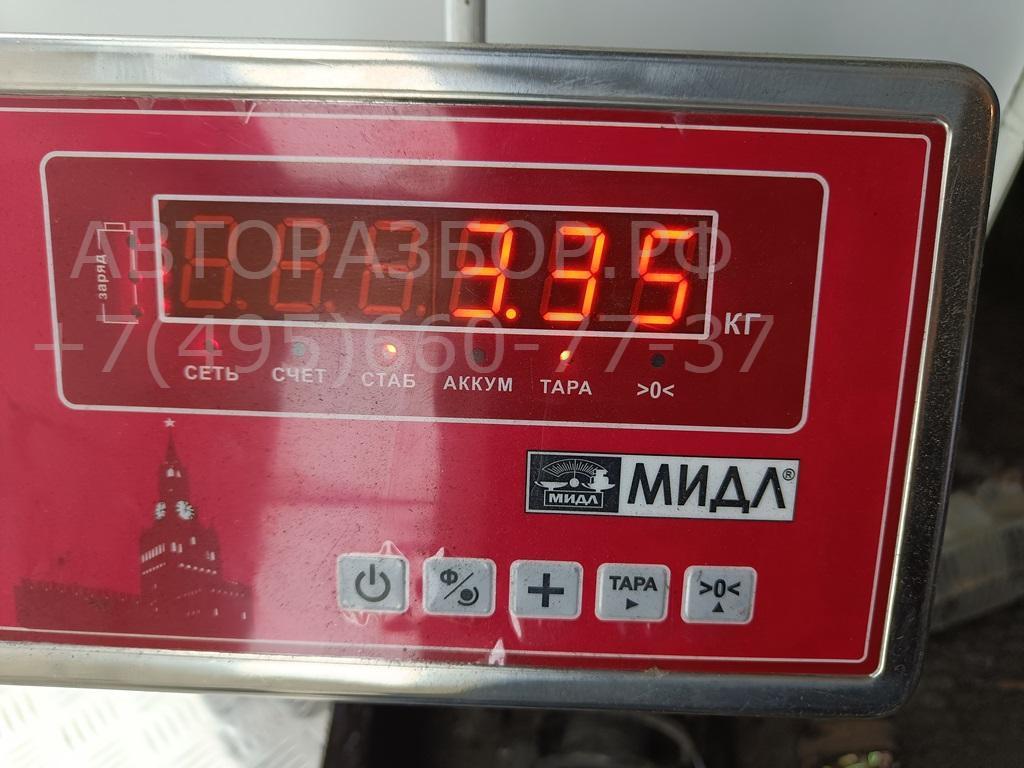 АВТОРАЗБОР.РФ
+7(495)660-77-37
заряд
3.35
КГ
СЕТЬ СЧЕТ СТАБ АККУМ ТАРА >0<
МИДЛ МИДЛ®
Ф ТАРА >0<